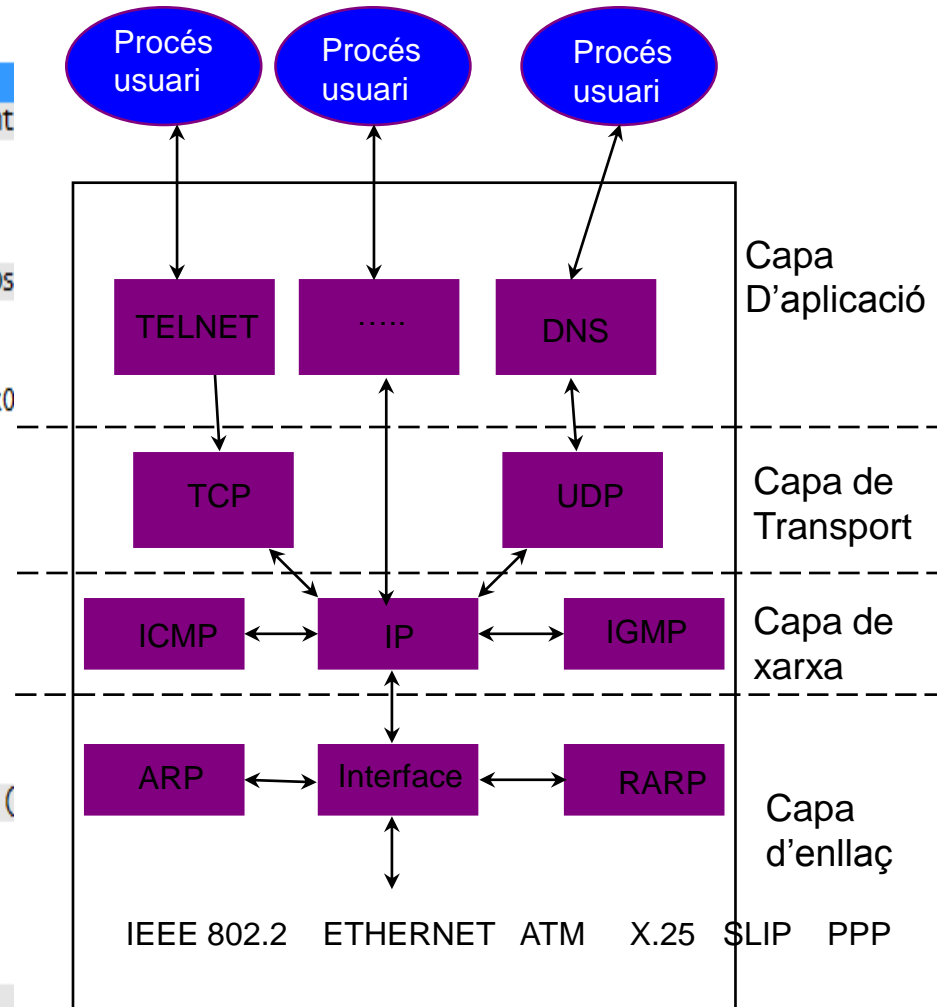 Procés
usuari
Procés
usuari
Procés
usuari
Capa
D'aplicació
TELNET
.....
DNS
TCP
UDP
Capa de
Transport
ICMP
IP
IGMP
Capa de
xarxa
ARP
Interface
RARP
Capa
d'enllaç
IEEE 802.2 ETHERNET ATM X.25 SLIP PPP